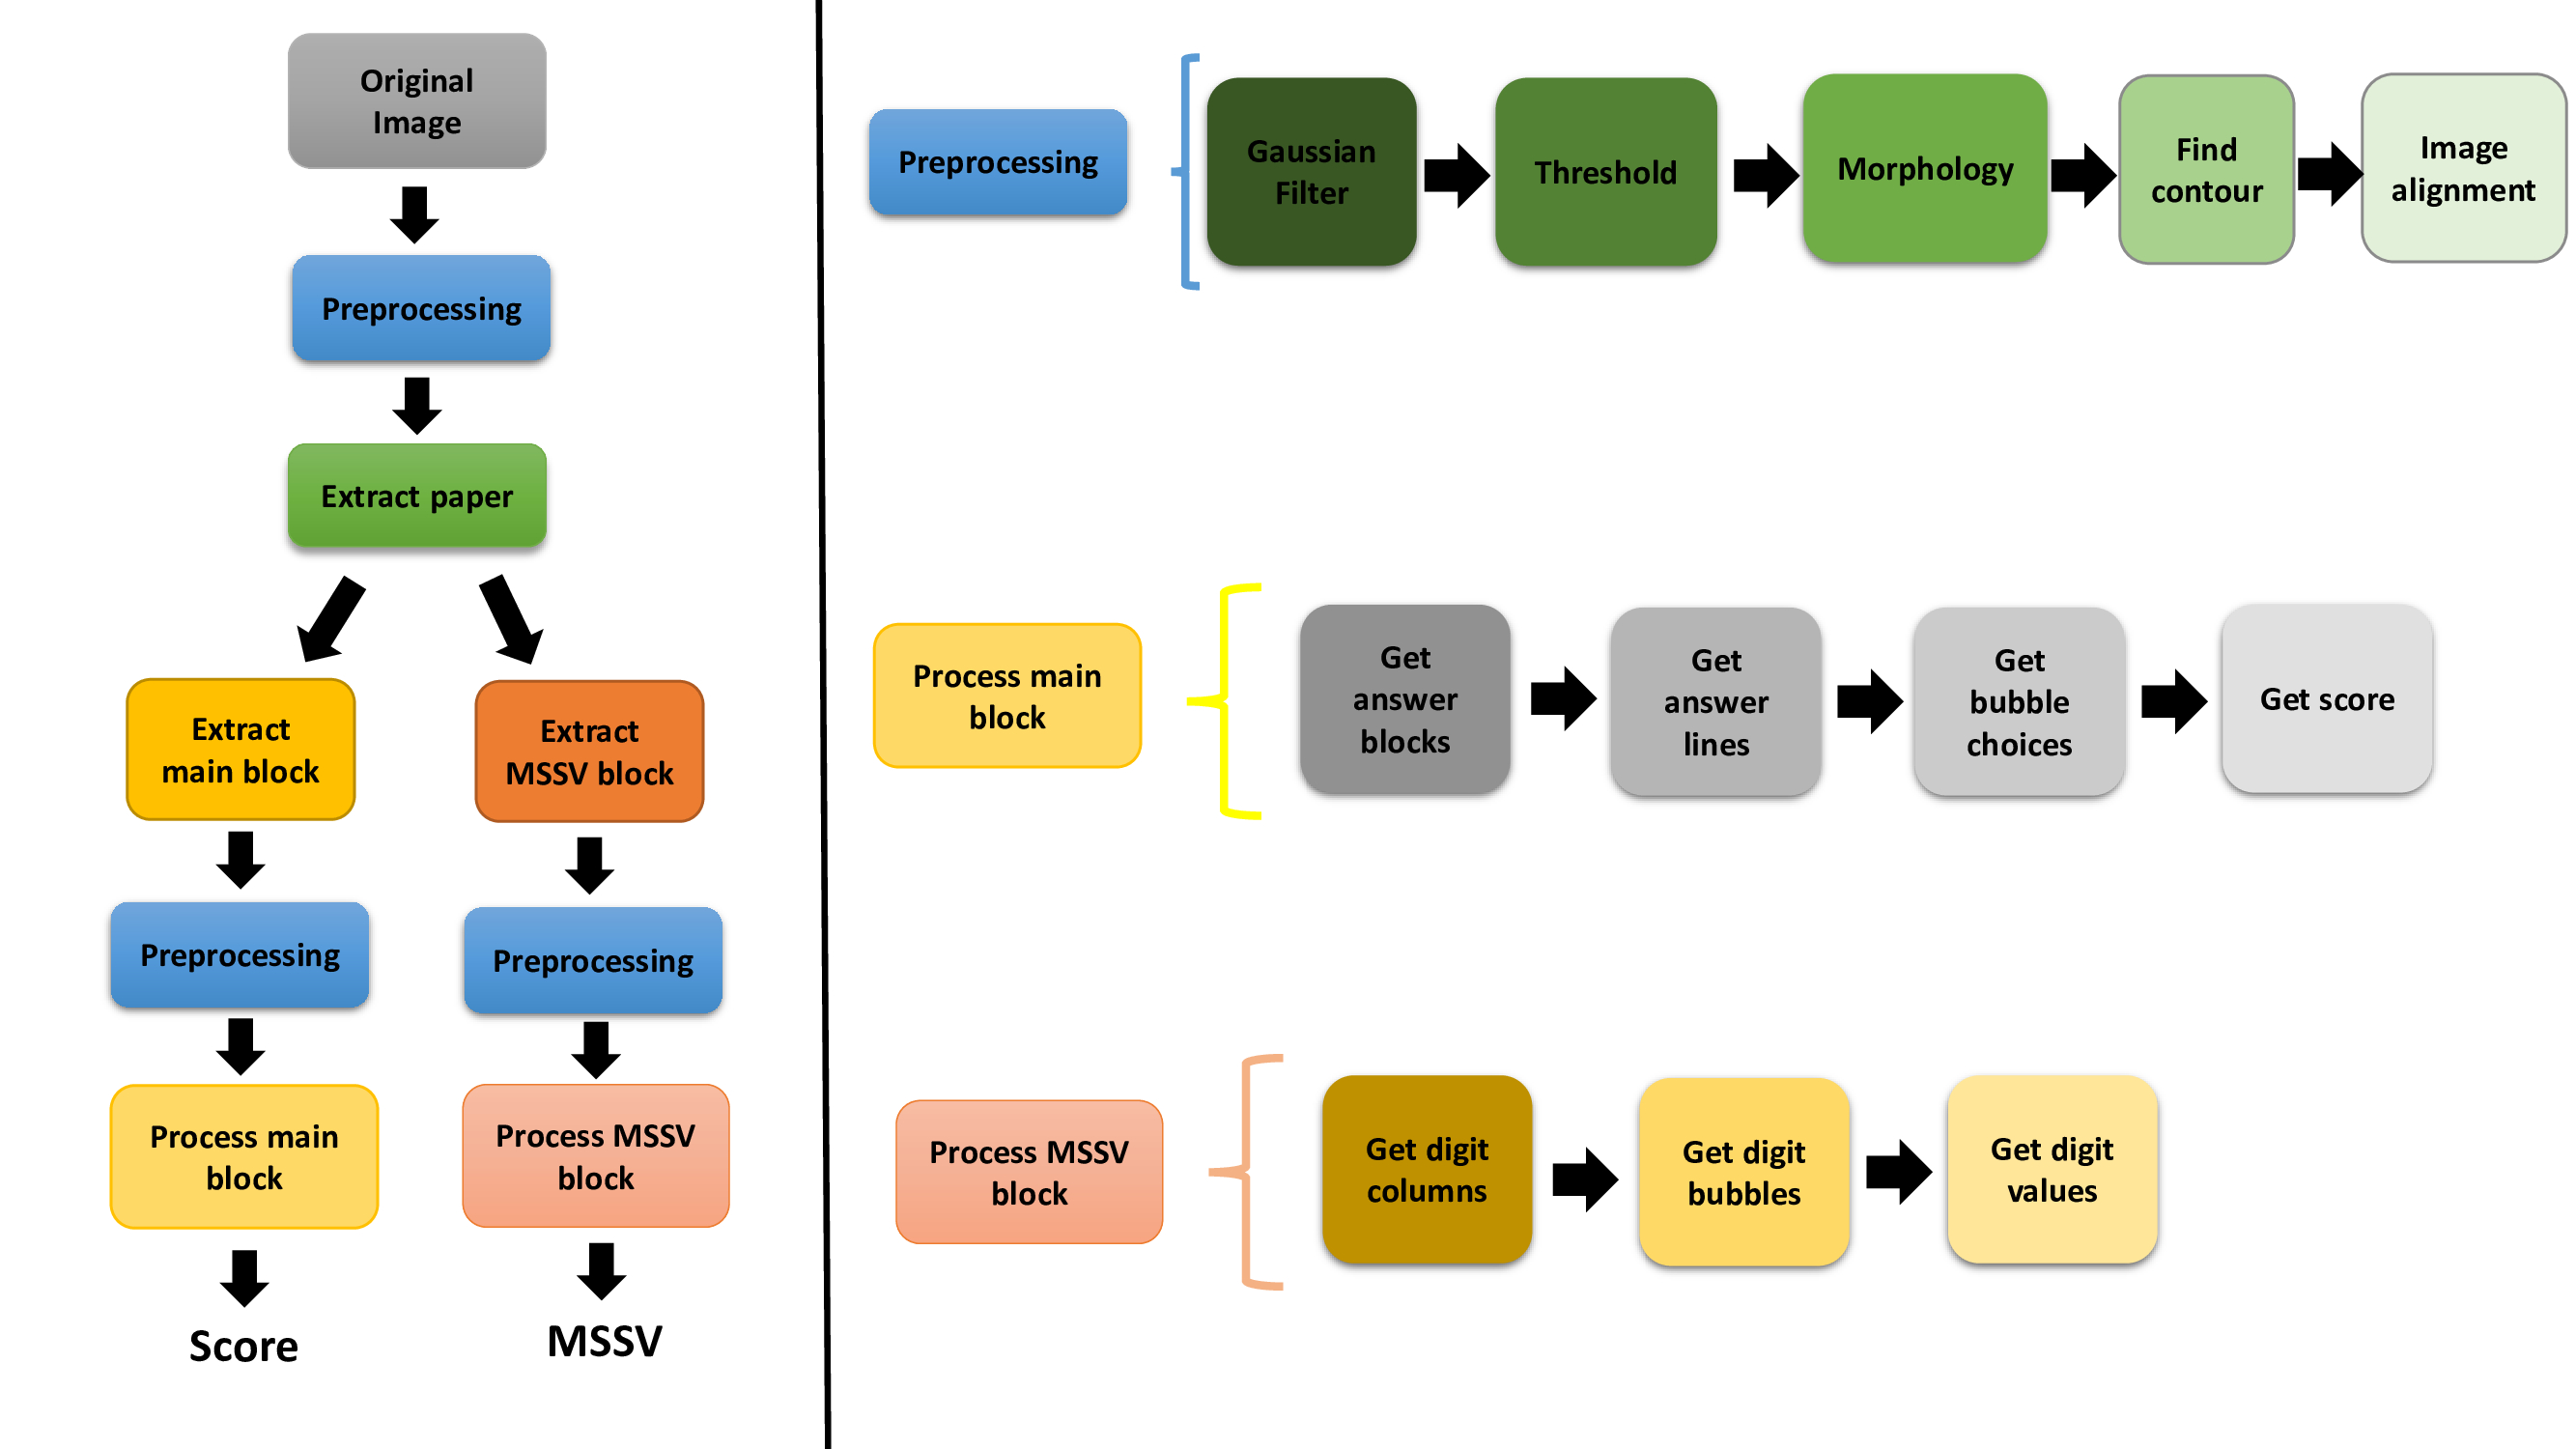 Original
Image
Preprocessing
Extract paper
Extract
main block
Extract
MSSV block
Preprocessing
Preprocessing
Process main
block
Process MSSV
block
Score
MSSV
Preprocessing
Gaussian
Filter
Threshold
Morphology
Find
contour
Image
alignment
Process main
block
Get
answer
blocks
Get
answer
lines
Get
bubble
choices
Get score
Process MSSV
block
Get digit
columns
Get digit
bubbles
Get digit
values